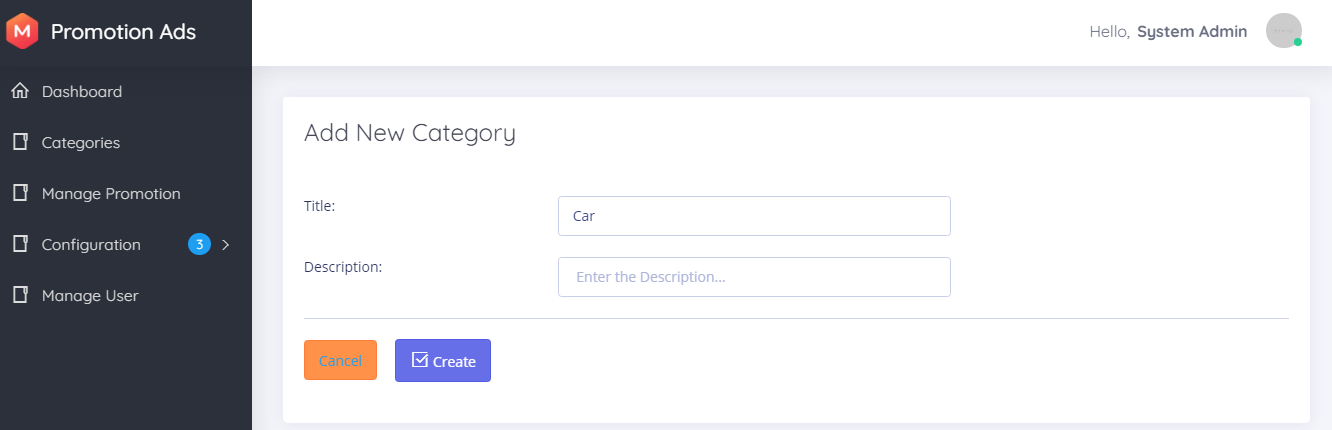 M Promotion Ads
Hello, System Admin
Dashboard
Categories
Manage Promotion
Configuration 3
Manage User
Add New Category
Title:
Car
Description:
Enter the Description...
Cancel
Create